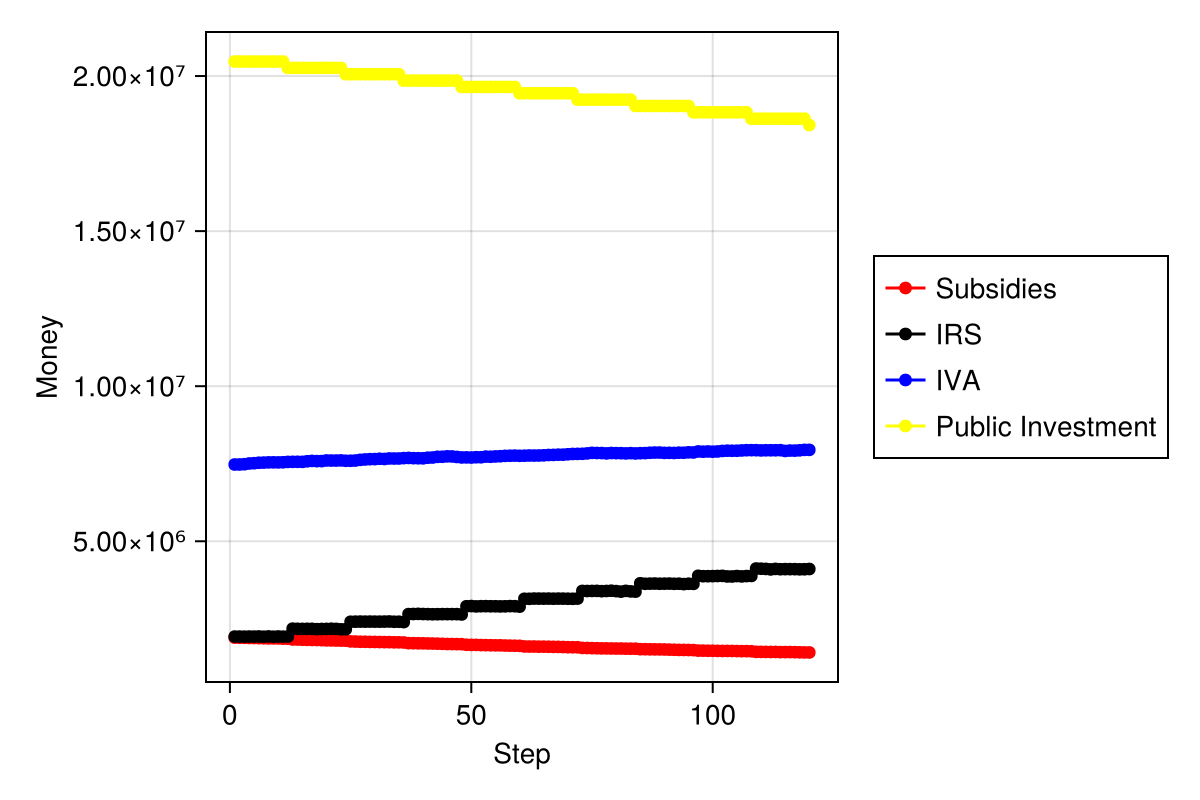 2.00×10⁷
1.50×10⁷
1.00×10⁷
5.00×10⁶
Money
0
50
100
Step
Subsidies
IRS
IVA
Public Investment